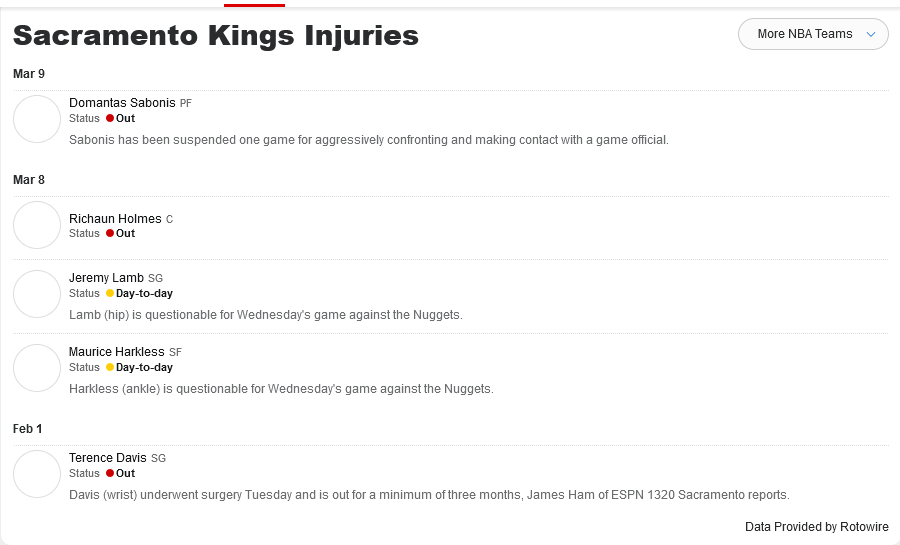 Sacramento Kings Injuries
More NBA Teams
Mar 9
Domantas Sabonis PF
Status Out
Sabonis has been suspended one game for aggressively confronting and making contact with a game official.
Mar 8
Richaun Holmes C
Status Out
Jeremy Lamb SG
Status Day-to-day
Lamb (hip) is questionable for Wednesday's game against the Nuggets.
Maurice Harkless SF
Status Day-to-day
Harkless (ankle) is questionable for Wednesday's game against the Nuggets.
Feb 1
Terence Davis SG
Status Out
Davis (wrist) underwent surgery Tuesday and is out for a minimum of three months, James Ham of ESPN 1320 Sacramento reports.
Data Provided by Rotowire